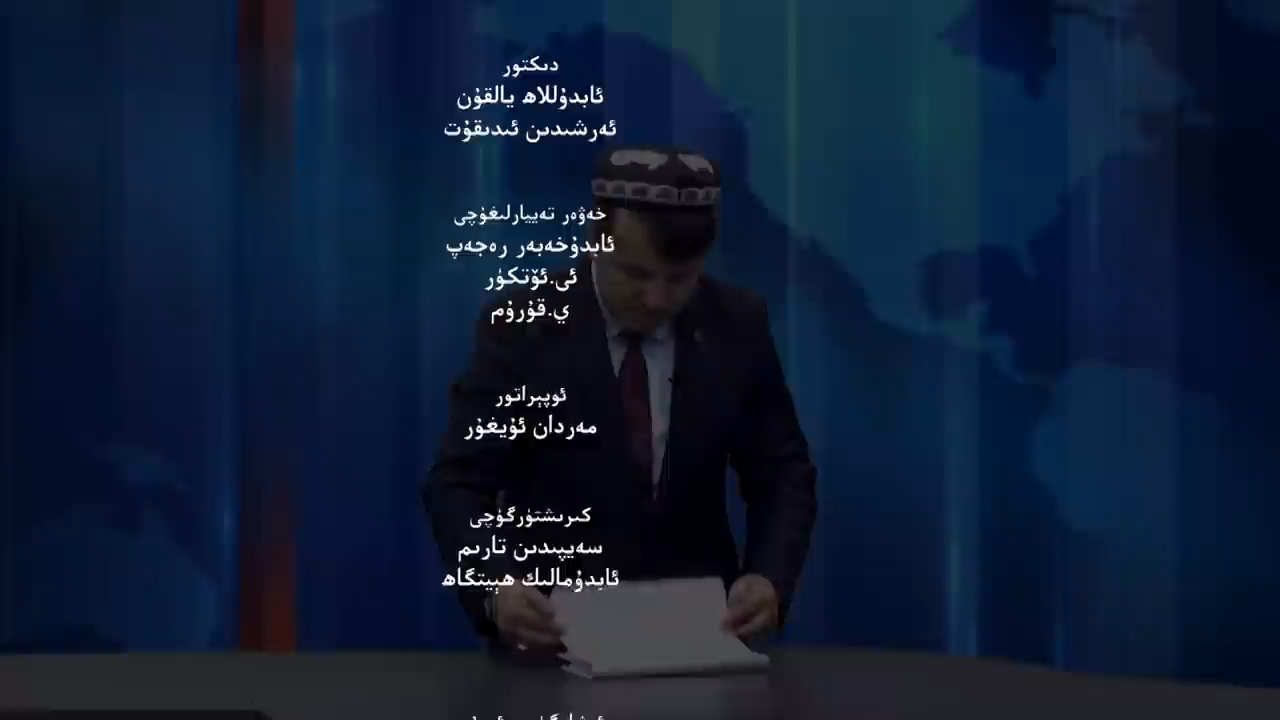 دىكتور
ئابدۇللاھ يالقۇن
ئەرشىدىن ئىدىقۇت
خەۋەر تەييارلىغۇچى
ئابدۇخەبەر رەجەپ
ئى.ئۆتكۈر
ي.قۇرۇم
ئوپېراتور
مەردان ئۇيغۇر
كىرىشتۈرگۈچى
سەيپىدىن تارىم
ئابدۇمالىك ھېيتگاھ